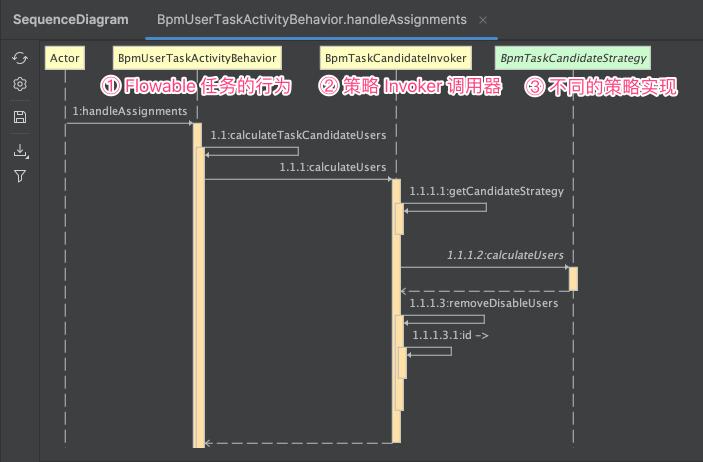 SequenceDiagram
BpmUserTaskActivityBehavior.handleAssignments ×
Actor
BpmUserTaskActivityBehavior
BpmTaskCandidateInvoker
BpmTaskCandidateStrategy
① Flowable 任务的行为
② 策略 Invoker 调用器
③ 不同的策略实现
1:handleAssignments
1.1:calculateTaskCandidateUsers
1.1.1:calculateUsers
1.1.1.1:getCandidateStrategy
1.1.1.2:calculateUsers
1.1.1.3:removeDisableUsers
1.1.1.3.1:id ->